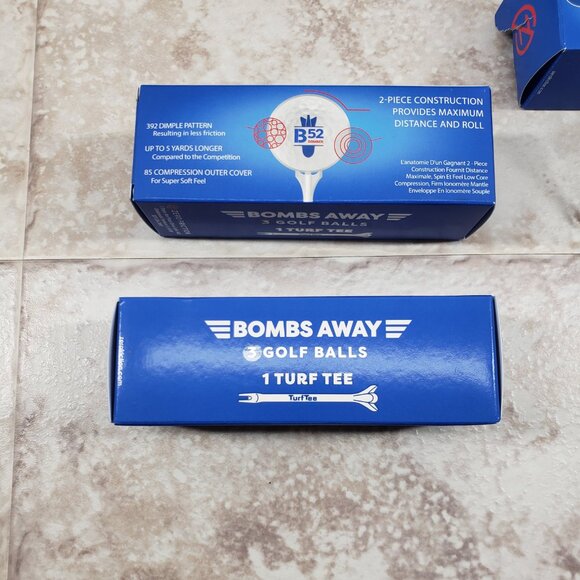 392 DIMPLE PATTERN
Resulting in less friction
UP TO 5 YARDS LONGER
Compared to the Competition
85 COMPRESSION OUTER COVER
For Super Soft Feel
B52
BOMBER
2-PIECE CONSTRUCTION
PROVIDES MAXIMUM
DISTANCE AND ROLL
L'anatomie D'un Gagnant 2 - Piece
Construction Fournit Distance
Maximale, Spin Et Feel Low Core
Compression, Firm Ionomère Mantle
Enveloppe En Ionomère Souple
BOMBS AWAY
3 GOLF BALLS
1 TURF TEE
BOMBS AWAY
3 GOLF BALLS
1 TURF TEE
TurfTee